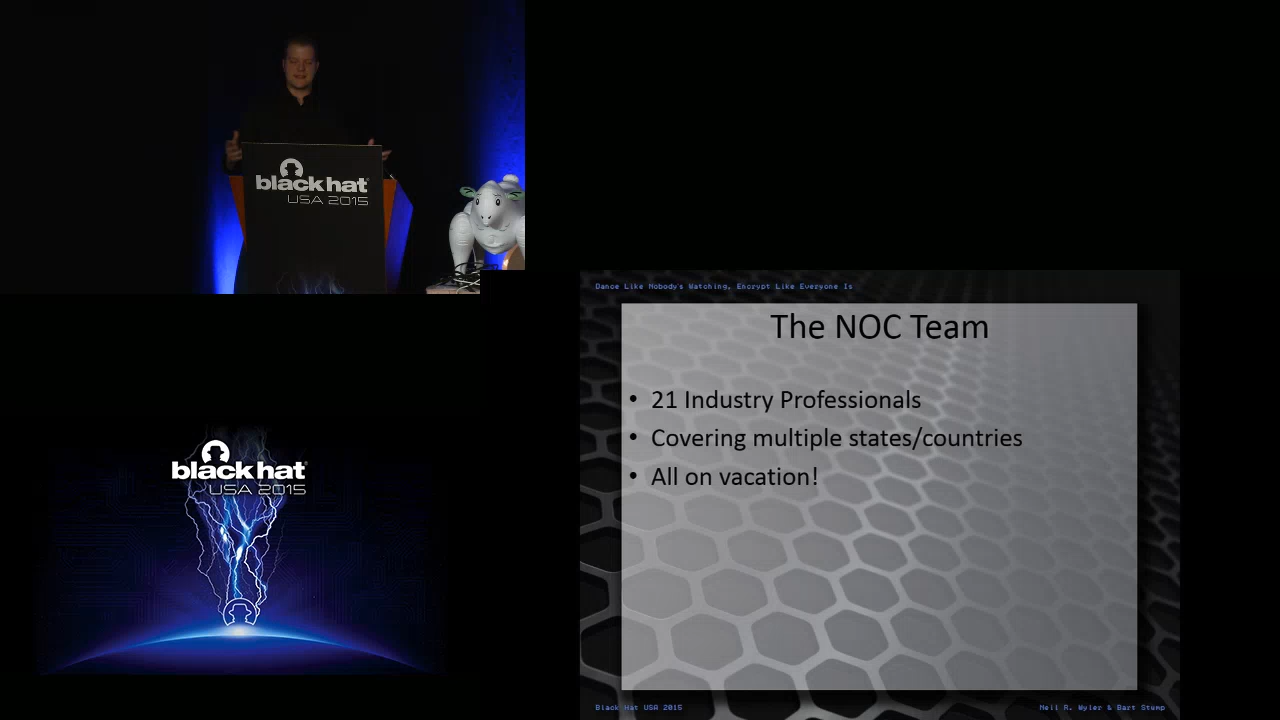 black hat
USA 2015
Dance Like Nobody's Watching, Encrypt Like Everyone Is
The NOC Team
• 21 Industry Professionals
• Covering multiple states/countries
• All on vacation!
black hat
USA 2015
Black Hat USA 2015
Neil R. Wyler & Bart Stump